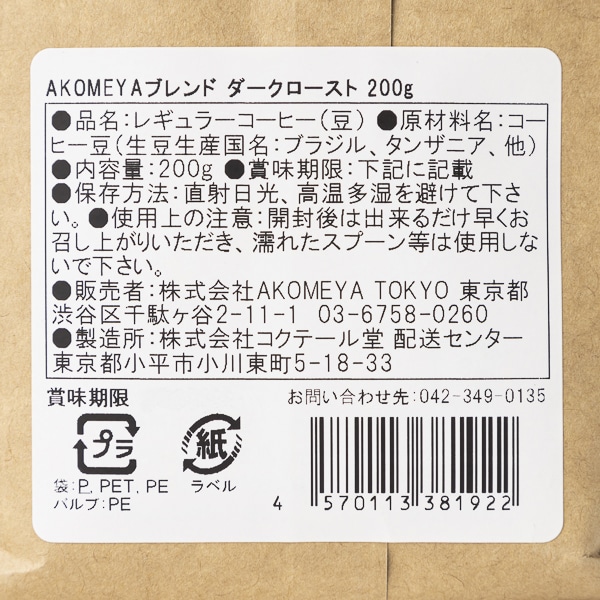 AKOMEYAブレンド ダークロースト 200g
●品名:レギュラーコーヒー(豆) ●原材料名:コー
ヒー豆(生豆生産国名:ブラジル、タンザニア、他)
●内容量:200g ●賞味期限:下記に記載
●保存方法:直射日光、高温多湿を避けて下さ
い。●使用上の注意:開封後は出来るだけ早くお
召し上がりいただき、濡れたスプーン等は使用しな
いで下さい。
●販売者:株式会社AKOMEYA TOKYO 東京都
渋谷区千駄ヶ谷2-11-1 03-6758-0260
●製造所:株式会社コクテール堂 配送センター
東京都小平市小川東町5-18-33
賞味期限
お問い合わせ先:042-349-0135
プラ
紙
袋:P, PET, PE
バルブ:PE
ラベル
4 570113 381922